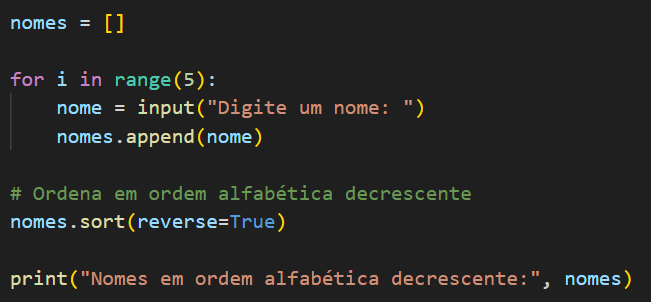 nomes = []
for i in range(5):
    nome = input("Digite um nome: ")
    nomes.append(nome)
# Ordena em ordem alfabética decrescente
nomes.sort(reverse=True)
print("Nomes em ordem alfabética decrescente:", nomes)